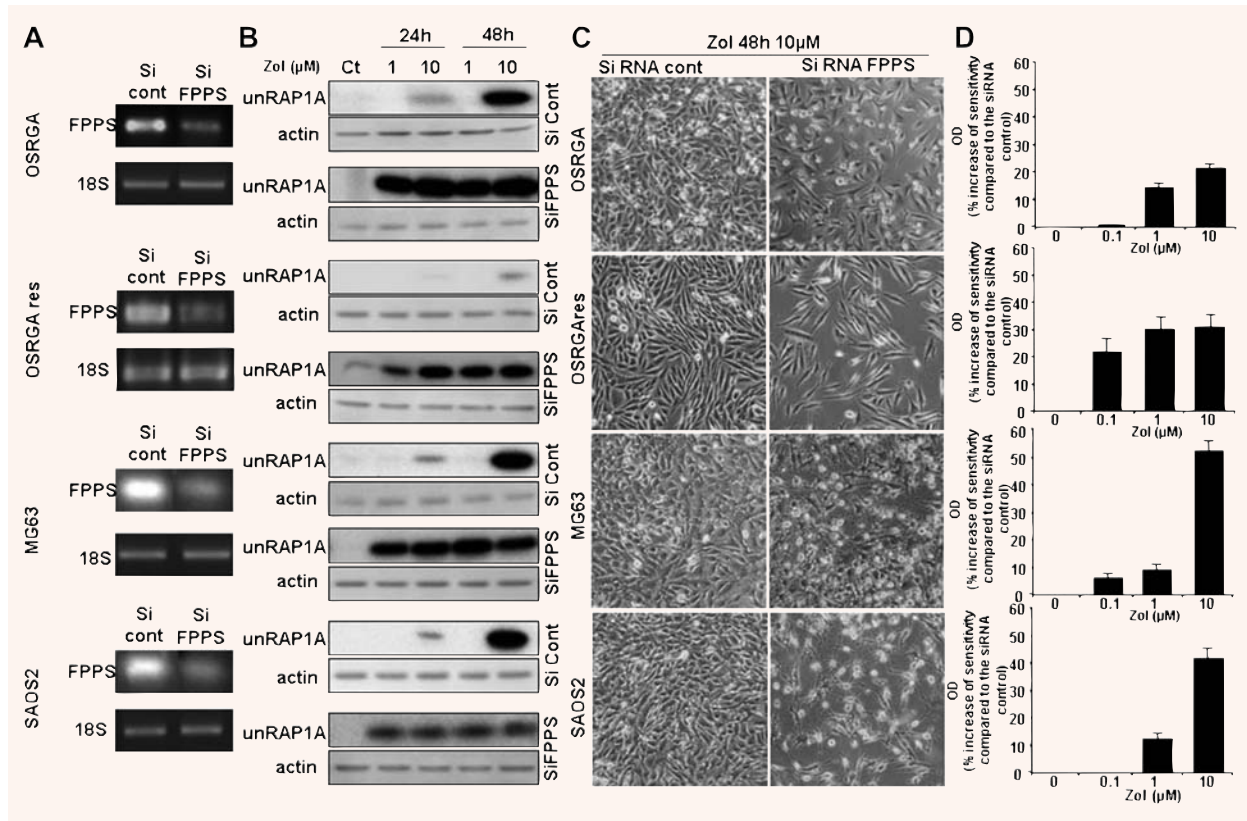 A
Si cont
Si FPPS
OSRGA
FPPS
18S
Si cont
Si FPPS
OSRGA res
FPPS
18S
Si cont
Si FPPS
MG63
FPPS
18S
Si cont
Si FPPS
SAOS2
FPPS
18S
B
24h 48h
Zol (µM) Ct 1 10 1 10
unRAP1A
actin
Si Cont
unRAP1A
actin
SiFPPS
unRAP1A
actin
Si Cont
unRAP1A
actin
SiFPPS
unRAP1A
actin
Si Cont
unRAP1A
actin
SiFPPS
unRAP1A
actin
Si Cont
unRAP1A
actin
SiFPPS
C
Zol 48h 10µM
Si RNA cont Si RNA FPPS
OSRGA
OSRGAres
MG63
SAOS2
D
OD
(% increase of sensitivity
compared to the siRNA
control)
60
50
40
30
20
10
0
0 0.1 1 10
Zol (µM)
OD
(% increase of sensitivity
compared to the siRNA
control)
60
50
40
30
20
10
0
0 0.1 1 10
Zol (µM)
OD
(% increase of sensitivity
compared to the siRNA
control)
60
50
40
30
20
10
0
0 0.1 1 10
Zol (µM)
OD
(% increase of sensitivity
compared to the siRNA
control)
60
50
40
30
20
10
0
0 0.1 1 10
Zol (µM)